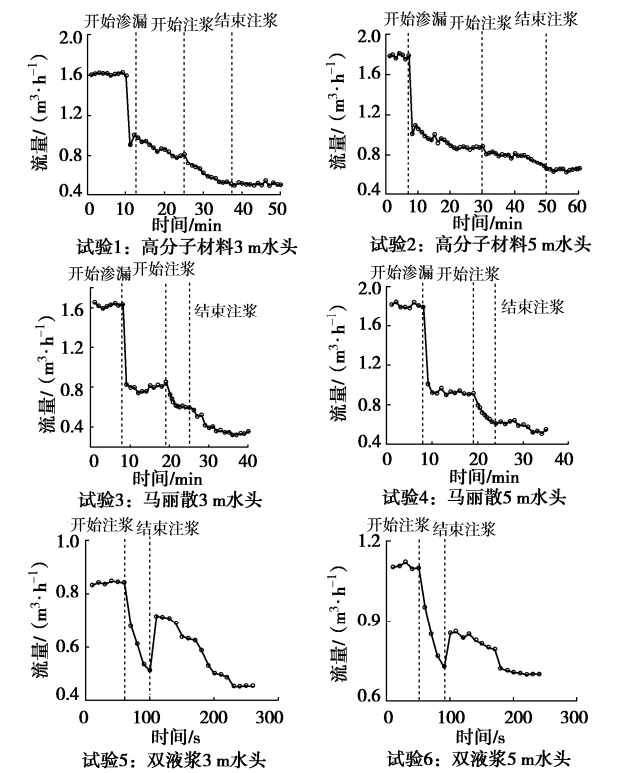 开始渗漏 开始注浆 结束注浆
流量/（m³·h⁻¹）
2.0
1.6
1.2
0.8
0.4
0 10 20 30 40 50
时间/min
试验1：高分子材料3 m水头
开始渗漏 开始注浆 结束注浆
流量/（m³·h⁻¹）
2.0
1.6
1.2
0.8
0.4
0 10 20 30 40 50 60
时间/min
试验2：高分子材料5 m水头
开始渗漏 开始注浆
结束注浆
流量/（m³·h⁻¹）
1.6
1.2
0.8
0.4
0 10 20 30 40
时间/min
试验3：马丽散3 m水头
开始渗漏 开始注浆
结束注浆
流量/（m³·h⁻¹）
2.0
1.6
1.2
0.8
0.4
0 10 20 30 40
时间/min
试验4：马丽散5 m水头
开始注浆 结束注浆
流量/（m³·h⁻¹）
1.0
0.8
0.6
0.4
0 100 200 300
时间/s
试验5：双液浆3 m水头
开始注浆 结束注浆
流量/（m³·h⁻¹）
1.2
0.9
0.6
0 100 200 300
时间/s
试验6：双液浆5 m水头